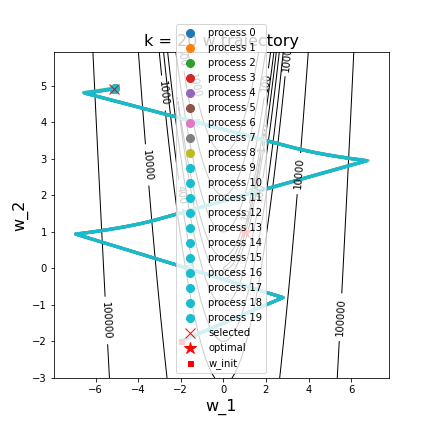 k = 20 w trajectory
process 0
process 1
process 2
process 3
process 4
process 5
process 6
process 7
process 8
process 9
process 10
process 11
process 12
process 13
process 14
process 15
process 16
process 17
process 18
process 19
selected
optimal
w_init
1000
1000
10000
10000
100000
100000
5
4
3
2
1
0
−1
−2
−3
w_2
−6
−4
−2
0
2
4
6
w_1